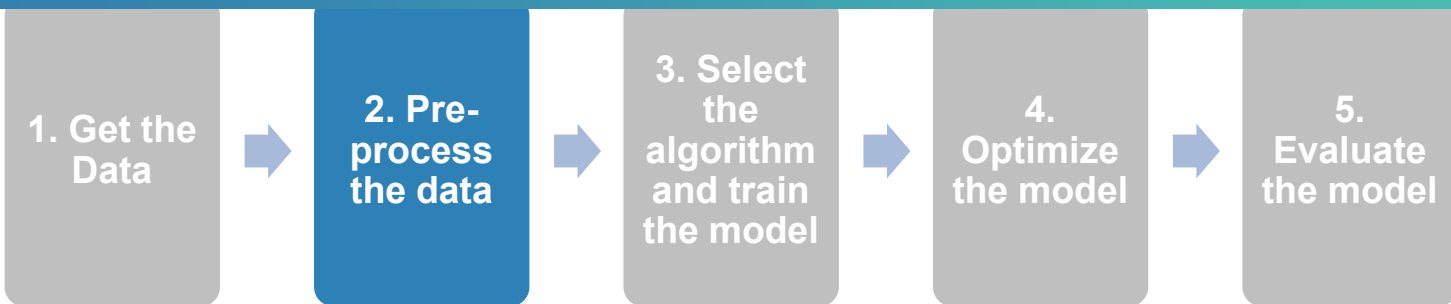 1. Get the
Data
2. Pre-
process
the data
3. Select
the
algorithm
and train
the model
4.
Optimize
the model
5.
Evaluate
the model